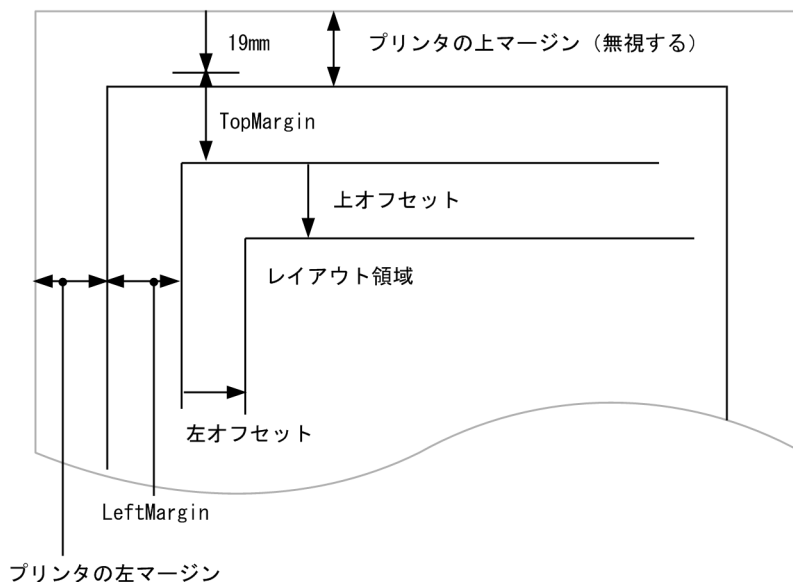 19mm
プリンタの上マージン（無視する）
TopMargin
上オフセット
レイアウト領域
左オフセット
LeftMargin
プリンタの左マージン